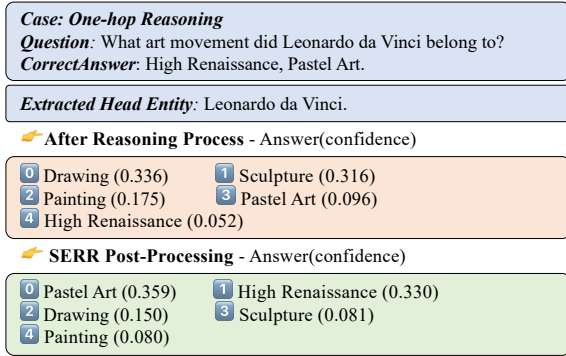 Case: One-hop Reasoning
Question: What art movement did Leonardo da Vinci belong to?
CorrectAnswer: High Renaissance, Pastel Art.
Extracted Head Entity: Leonardo da Vinci.
👉After Reasoning Process - Answer(confidence)
0 Drawing (0.336) 1 Sculpture (0.316)
2 Painting (0.175) 3 Pastel Art (0.096)
4 High Renaissance (0.052)
👉 SERR Post-Processing - Answer(confidence)
0 Pastel Art (0.359) 1 High Renaissance (0.330)
2 Drawing (0.150) 3 Sculpture (0.081)
4 Painting (0.080)